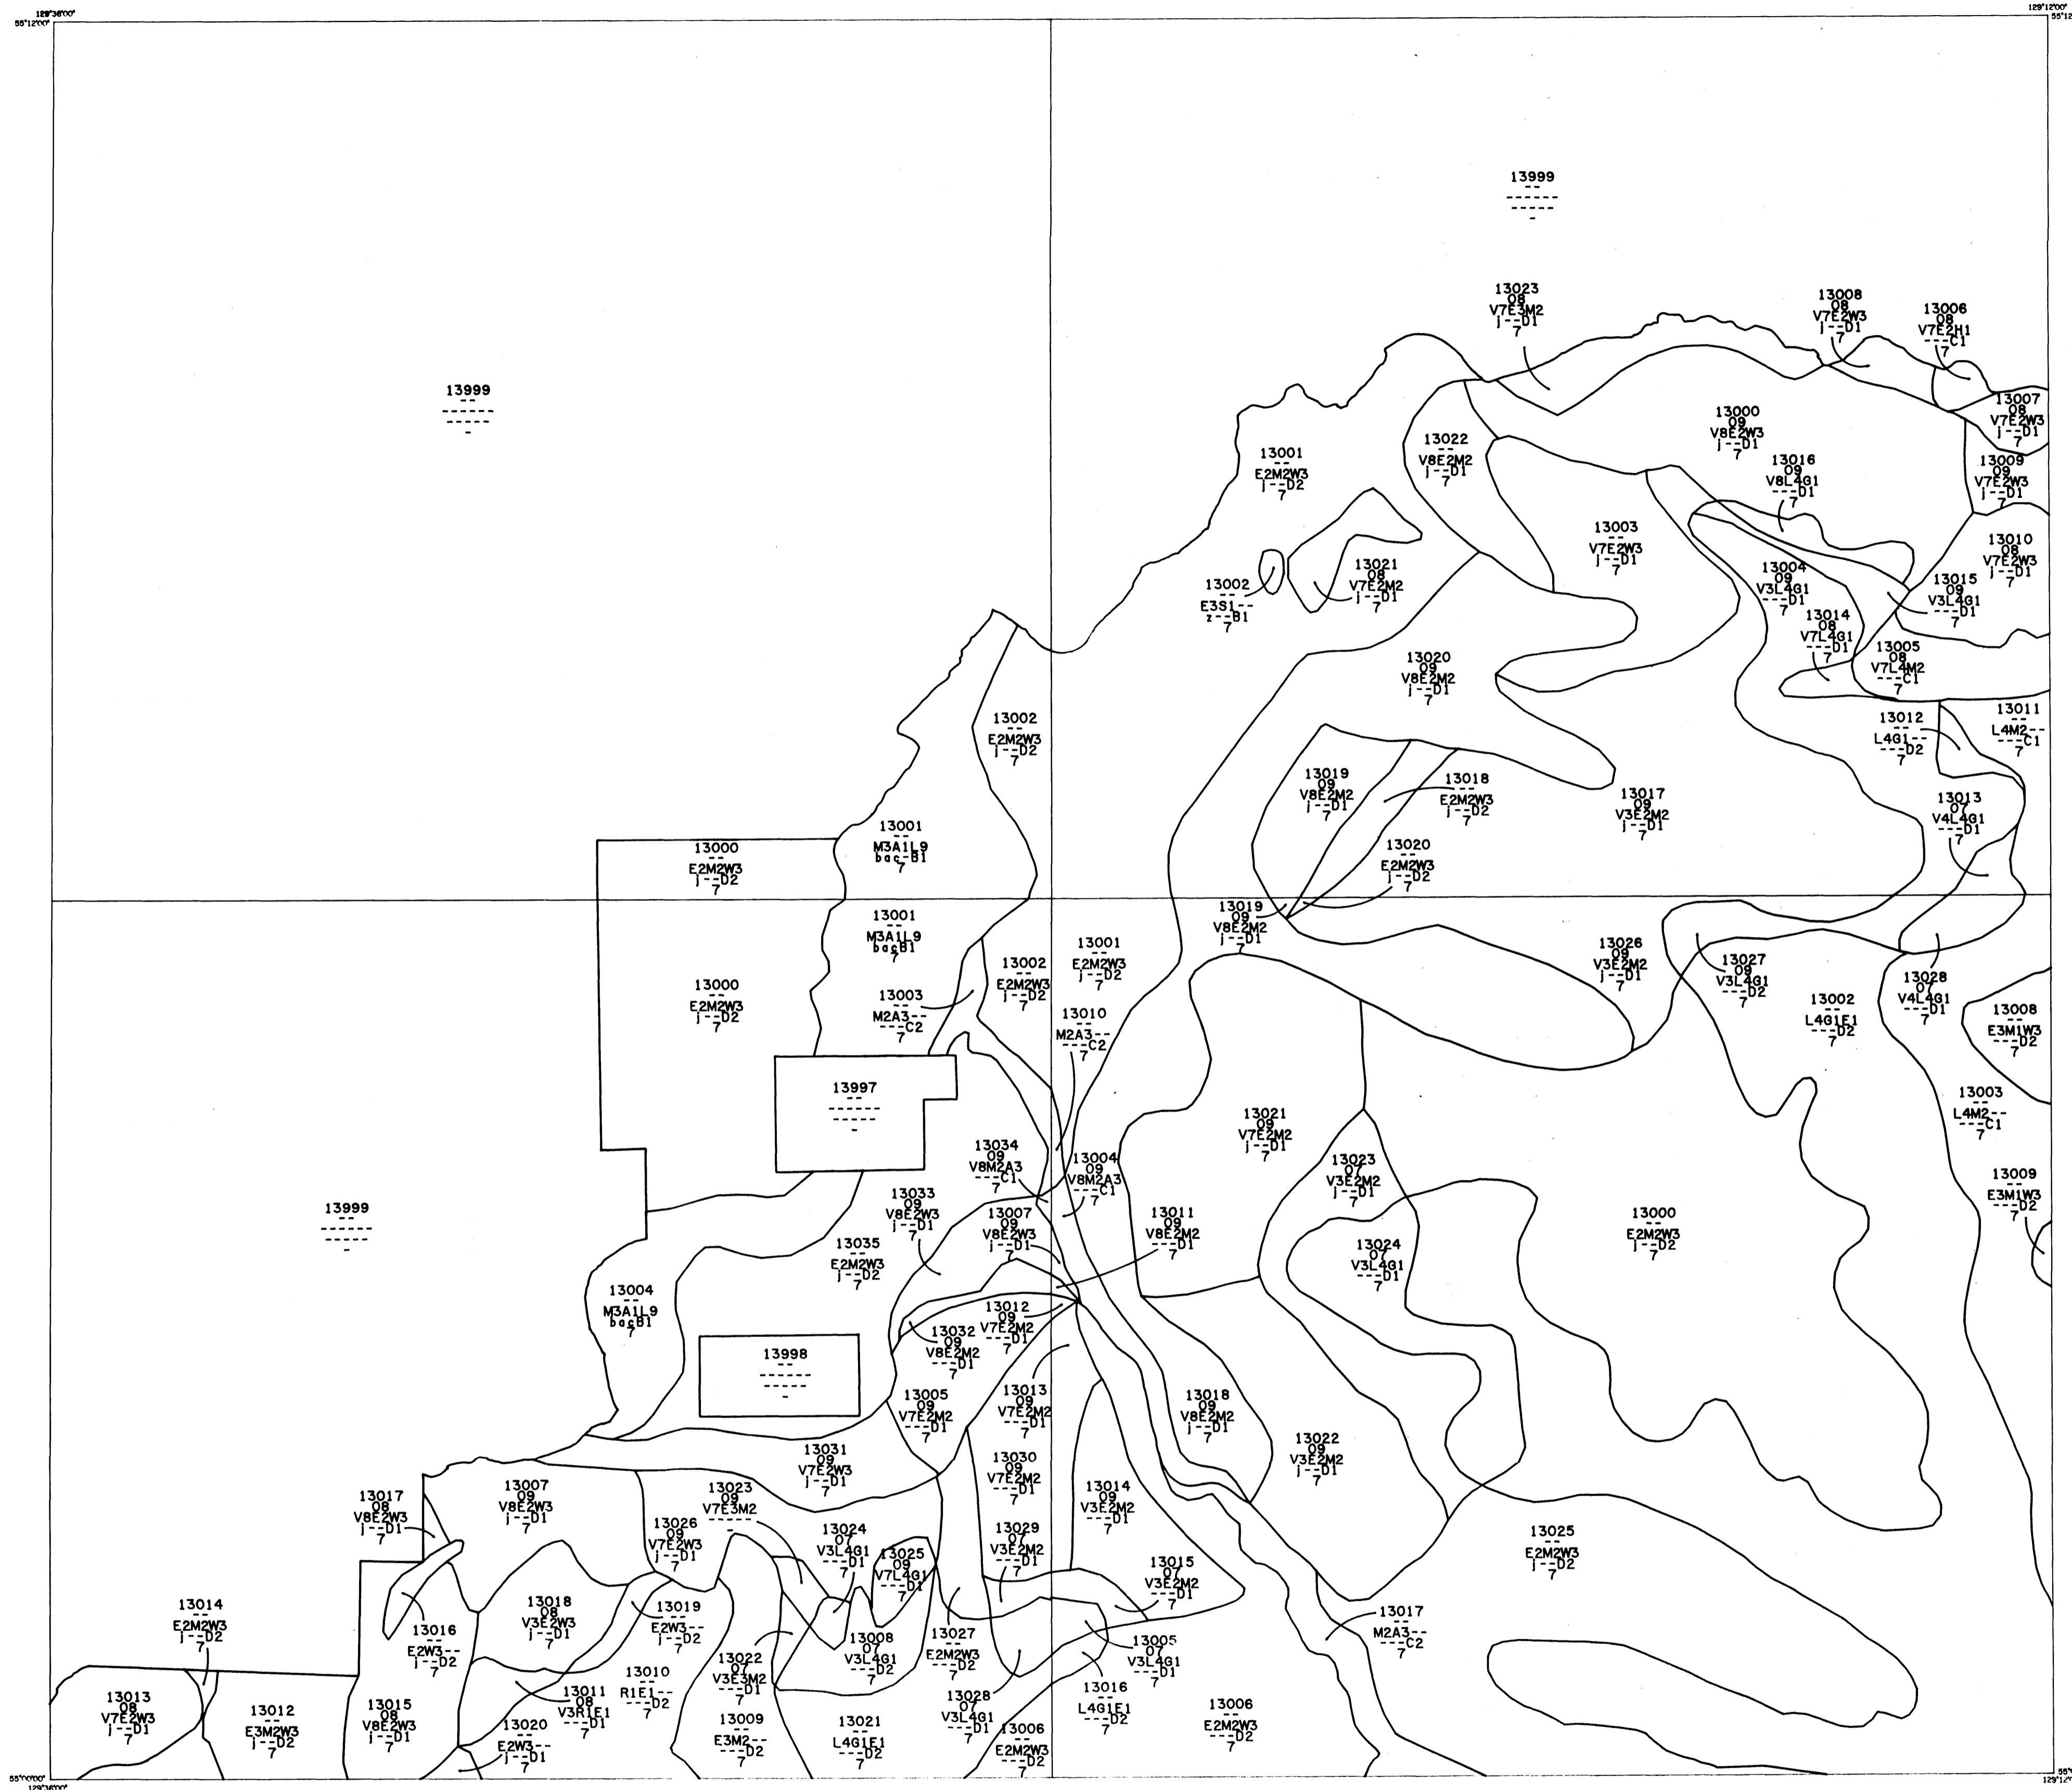 129°36'00"
55°12'00"
129°12'00"
13999
--
------
-----
-
13999
--
------
-----
-
13023
08
V7E3M2
j--D1
7
13008
08
V7E2W3
j--D1
7
13006
08
V7E2H1
---C1
7
13007
08
V7E2W3
j--D1
7
13000
09
V8E2W3
j--D1
7
13022
--
V8E2M2
j--D1
7
13001
--
E2M2W3
j--D2
7
13016
09
V8L4G1
---D1
7
13009
09
V7E2W3
j--D1
7
13003
--
V7E2W3
j--D1
7
13010
08
V7E2W3
j--D1
7
13021
08
V7E2M2
j--D1
7
13002
--
E3S1--
z--B1
7
13004
09
V3L4G1
---D1
7
13015
09
V3L4G1
---D1
7
13014
08
V7L4G1
---D1
7
13005
08
V7L4M2
---C1
7
13020
09
V8E2M2
j--D1
7
13002
--
E2M2W3
j--D2
7
13012
--
L4G1--
---D2
7
13011
--
L4M2--
---C1
7
13019
09
V8E2M2
j--D1
7
13018
--
E2M2W3
j--D2
7
13017
09
V3E2M2
j--D1
7
13013
07
V4L4G1
---D1
7
13001
--
M3A1L9
bac-B1
7
13000
--
E2M2W3
j--D2
7
13020
--
E2M2W3
j--D2
7
13001
--
M3A1L9
bacB1
7
13019
09
V8E2M2
j--D1
7
13001
--
E2M2W3
j--D2
7
13002
--
E2M2W3
j--D2
7
13026
09
V3E2M2
j--D1
7
13027
09
V3L4G1
---D2
7
13028
07
V4L4G1
---D1
7
13000
--
E2M2W3
j--D2
7
13003
--
M2A3--
---C2
7
13010
--
M2A3--
---C2
7
13002
--
L4G1E1
---D2
7
13008
--
E3M1W3
---D2
7
13997
--
------
-----
-
13003
--
L4M2--
---C1
7
13021
09
V7E2M2
j--D1
7
13034
09
V8M2A3
---C1
7
13004
09
V8M2A3
---C1
7
13023
07
V3E2M2
j--D1
7
13009
--
E3M1W3
---D2
7
13999
--
------
-----
-
13033
09
V8E2W3
j--D1
7
13007
09
V8E2W3
j--D1
7
13011
09
V8E2M2
---D1
7
13000
--
E2M2W3
j--D2
7
13035
--
E2M2W3
j--D2
7
13024
07
V3L4G1
---D1
7
13004
--
M3A1L9
bacB1
7
13012
09
V7E2M2
---D1
7
13032
09
V8E2M2
---D1
7
13998
--
------
-----
-
13005
09
V7E2M2
---D1
7
13013
09
V7E2M2
---D1
7
13018
09
V8E2M2
j--D1
7
13022
09
V3E2M2
j--D1
7
13031
09
V7E2W3
j--D1
7
13030
09
V7E2M2
---D1
7
13014
09
V3E2M2
---D1
7
13017
08
V8E2W3
j--D1
7
13007
09
V8E2W3
j--D1
7
13023
09
V7E3M2
-----
-
13026
09
V7E2W3
j--D1
7
13024
07
V3L4G1
---D1
7
13025
09
V7L4G1
---D1
7
13029
07
V3E2M2
---D1
7
13025
--
E2M2W3
j--D2
7
13015
07
V3E2M2
---D1
7
13014
--
E2M2W3
j--D2
7
13016
--
E2W3--
j--D2
7
13018
08
V3E2W3
j--D1
7
13019
--
E2W3--
j--D2
7
13017
--
M2A3--
---C2
7
13008
07
V3L4G1
---D2
7
13027
--
E2M2W3
---D2
7
13005
07
V3L4G1
---D1
7
13022
07
V3E3M2
---D1
7
13010
--
R1E1--
---D2
7
13013
08
V7E2W3
j--D1
7
13012
--
E3M2W3
j--D2
7
13015
08
V8E2W3
j--D1
7
13011
08
V3R1E1
---D1
7
13020
--
E2W3--
j--D1
7
13009
--
E3M2--
---D2
7
13021
--
L4G1E1
---D2
7
13028
07
V3L4G1
---D1
7
13006
--
E2M2W3
---D2
7
13016
--
L4G1E1
---D2
7
13006
--
E2M2W3
---D2
7
55°00'00"
129°36'00"